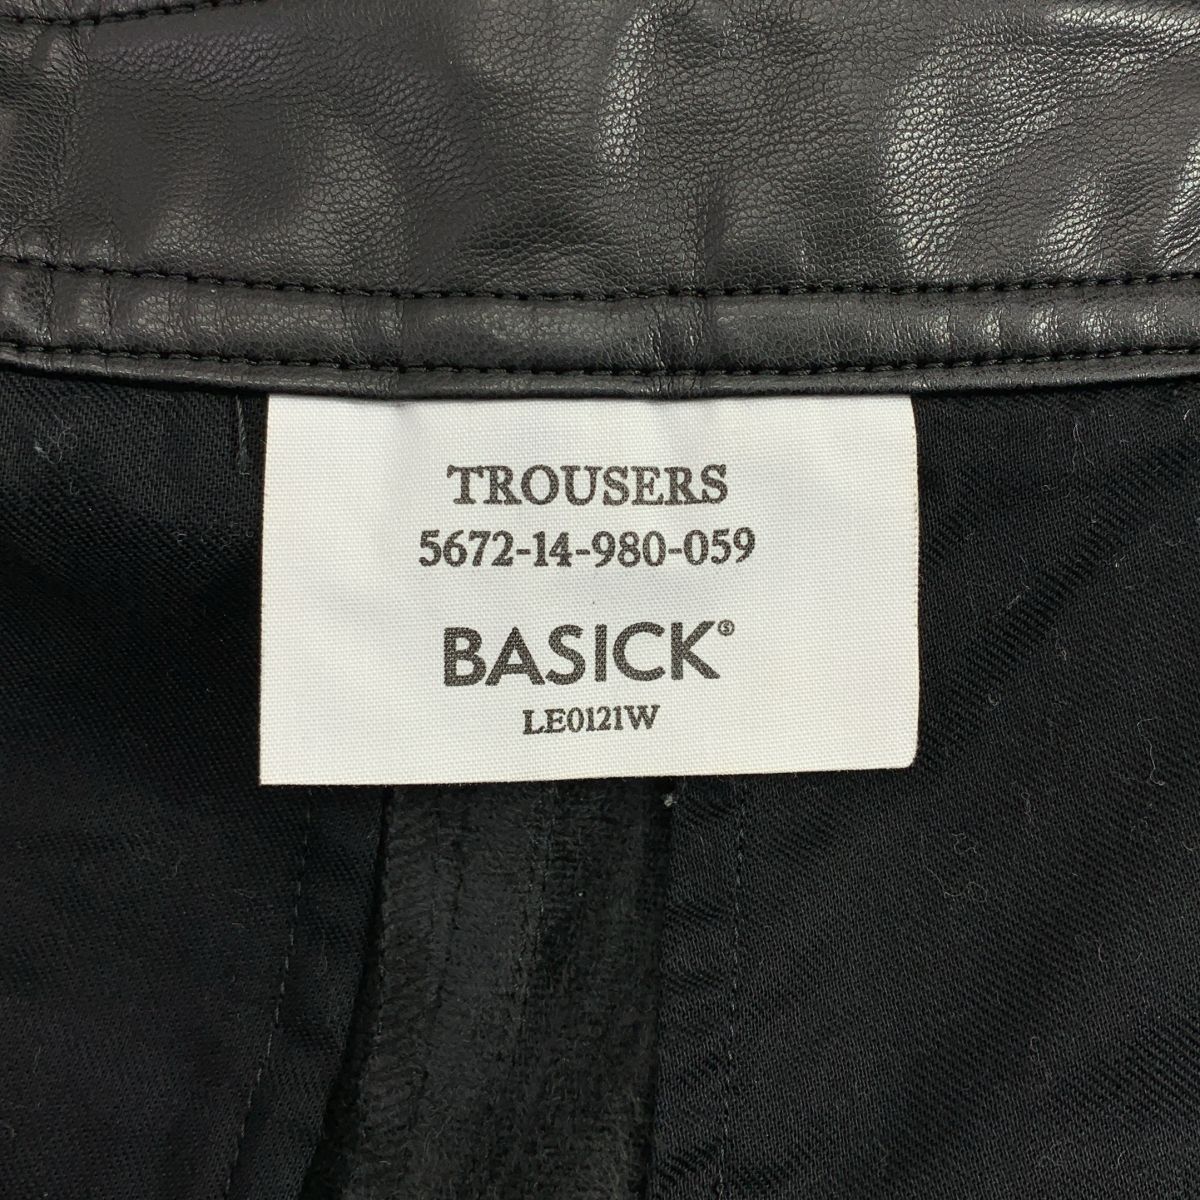 TROUSERS
5672-14-980-059
BASICK
LE0121W